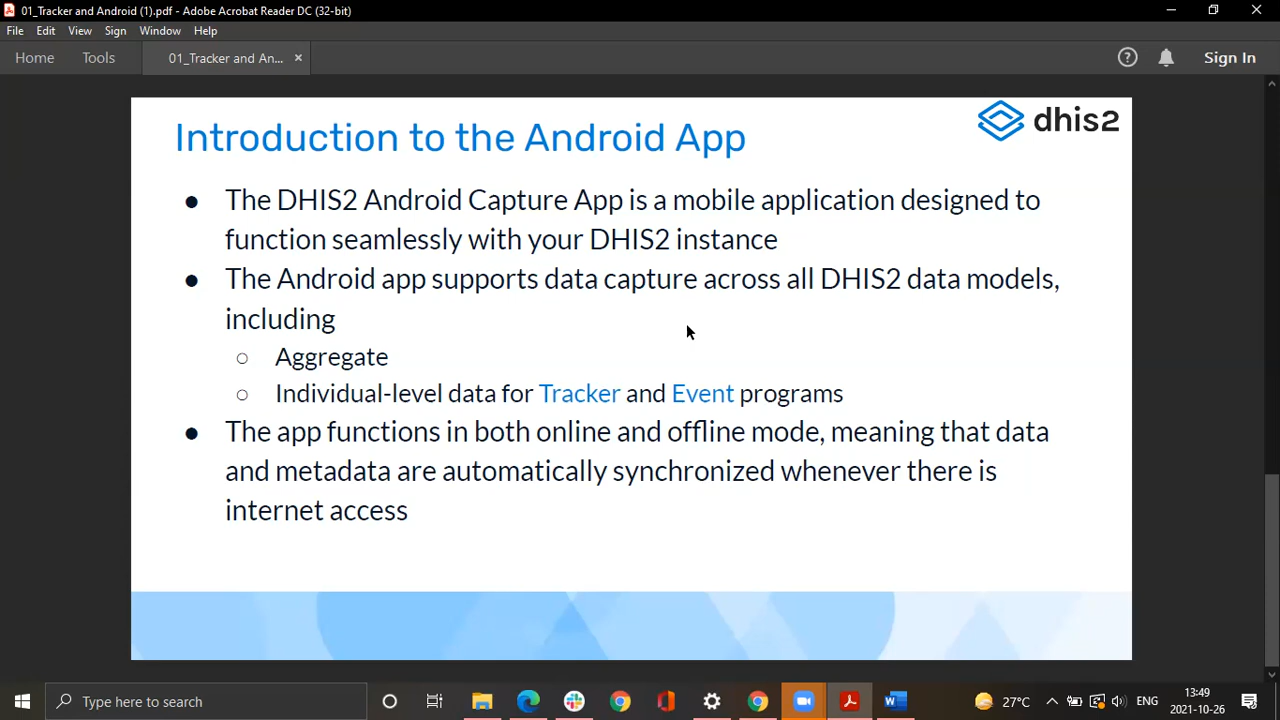 01_Tracker and Android (1).pdf - Adobe Acrobat Reader DC (32-bit)
File Edit View Sign Window Help
Home Tools 01_Tracker and An... × Sign In
Introduction to the Android App
dhis2
● The DHIS2 Android Capture App is a mobile application designed to
function seamlessly with your DHIS2 instance
● The Android app supports data capture across all DHIS2 data models,
including
○ Aggregate
○ Individual-level data for Tracker and Event programs
● The app functions in both online and offline mode, meaning that data
and metadata are automatically synchronized whenever there is
internet access
Type here to search
27°C
ENG
13:49
2021-10-26